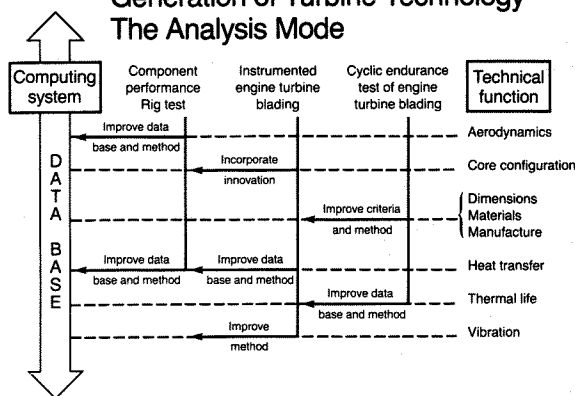 Generation of Turbine Technology
The Analysis Mode
Computing
system
Component
performance
Rig test
Instrumented
engine turbine
blading
Cyclic endurance
test of engine
turbine blading
Technical
function
DATA BASE
Improve data
base and method
Aerodynamics
Incorporate
innovation
Core configuration
Improve criteria
and method
Dimensions
Materials
Manufacture
Improve data
base and method
Improve data
base and method
Heat transfer
Improve data
base and method
Thermal life
Improve
method
Vibration